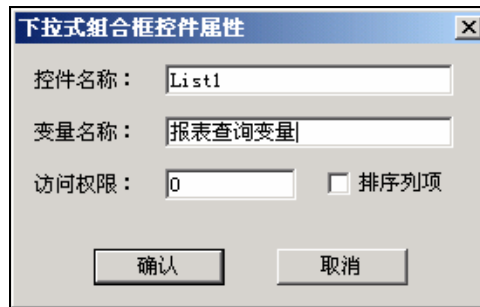 下拉式组合框控件属性
控件名称： List1
变量名称： 报表查询变量
访问权限： 0 排序列项
确认 取消